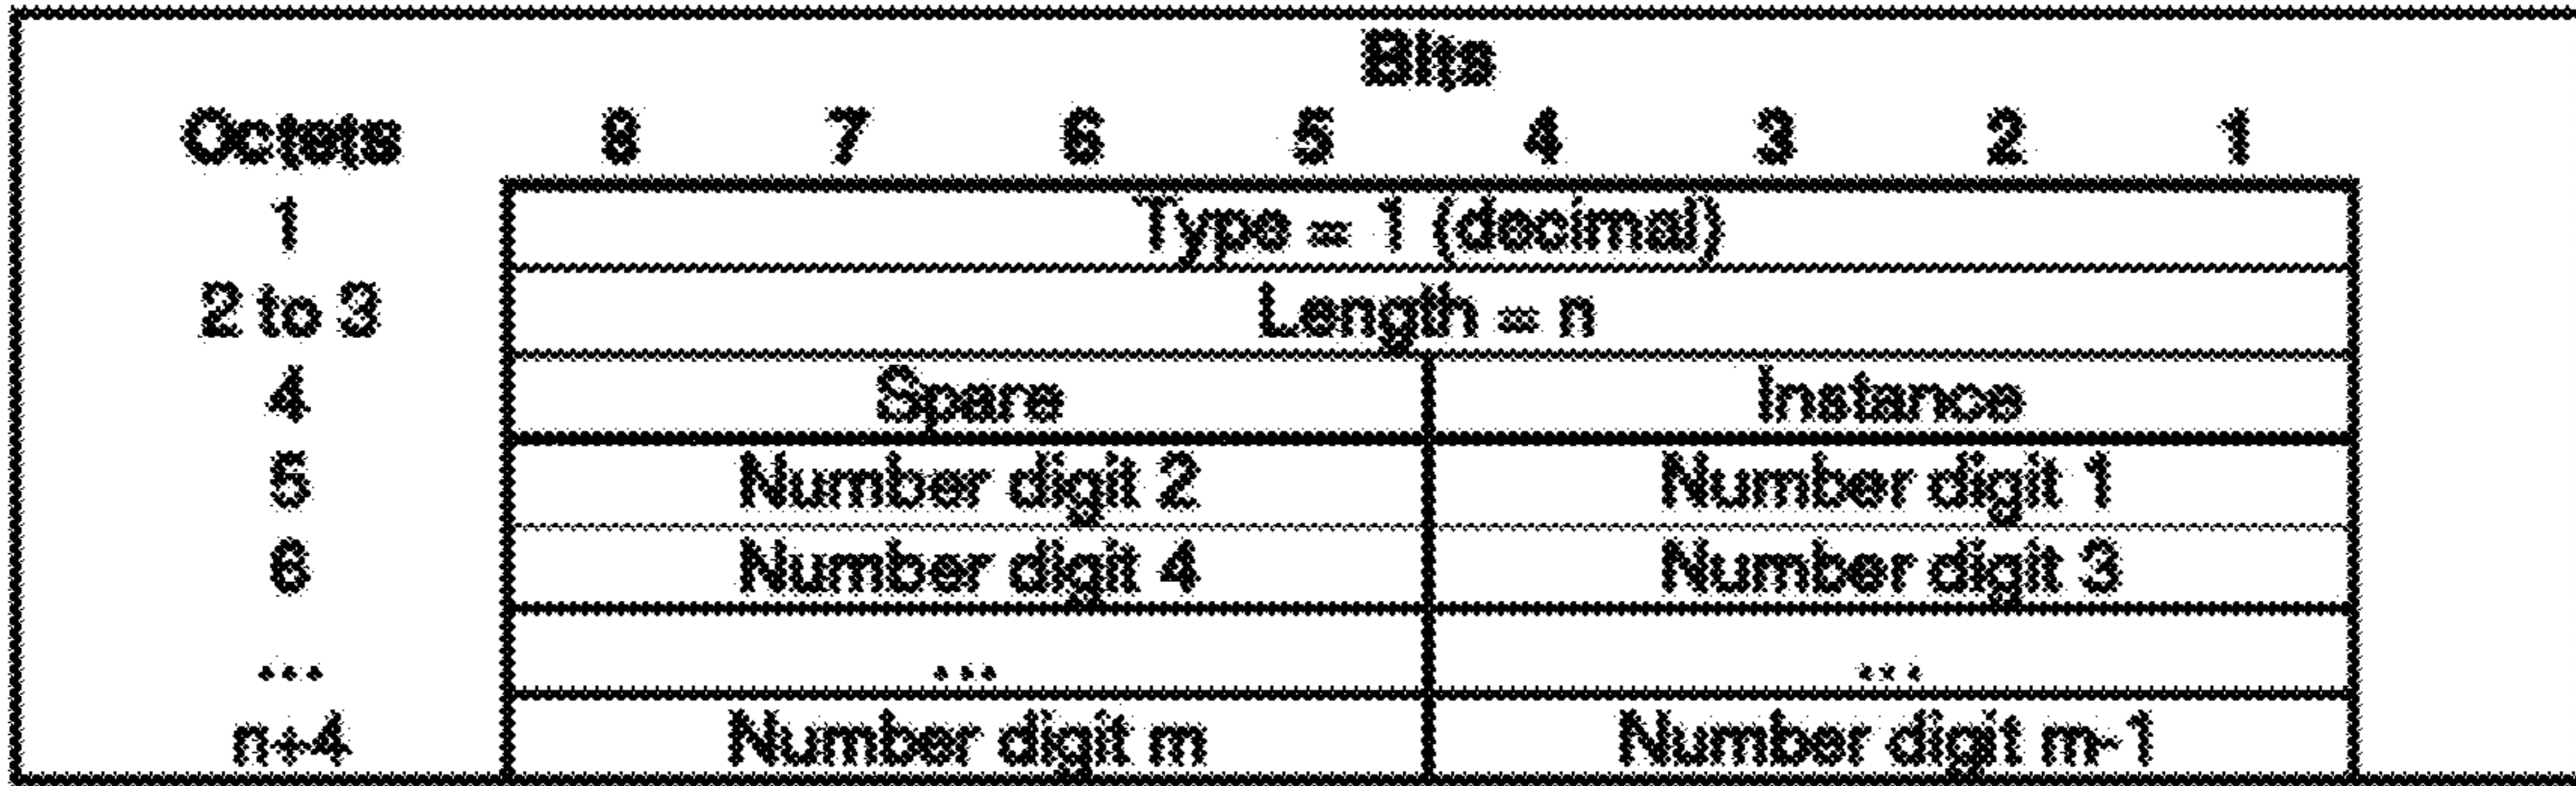 Bits
Octets 8 7 6 5 4 3 2 1
1 Type = 1 (decimal)
2 to 3 Length = n
4 Spare Instance
5 Number digit 2 Number digit 1
6 Number digit 4 Number digit 3
... ... ...
n+4 Number digit m Number digit m-1